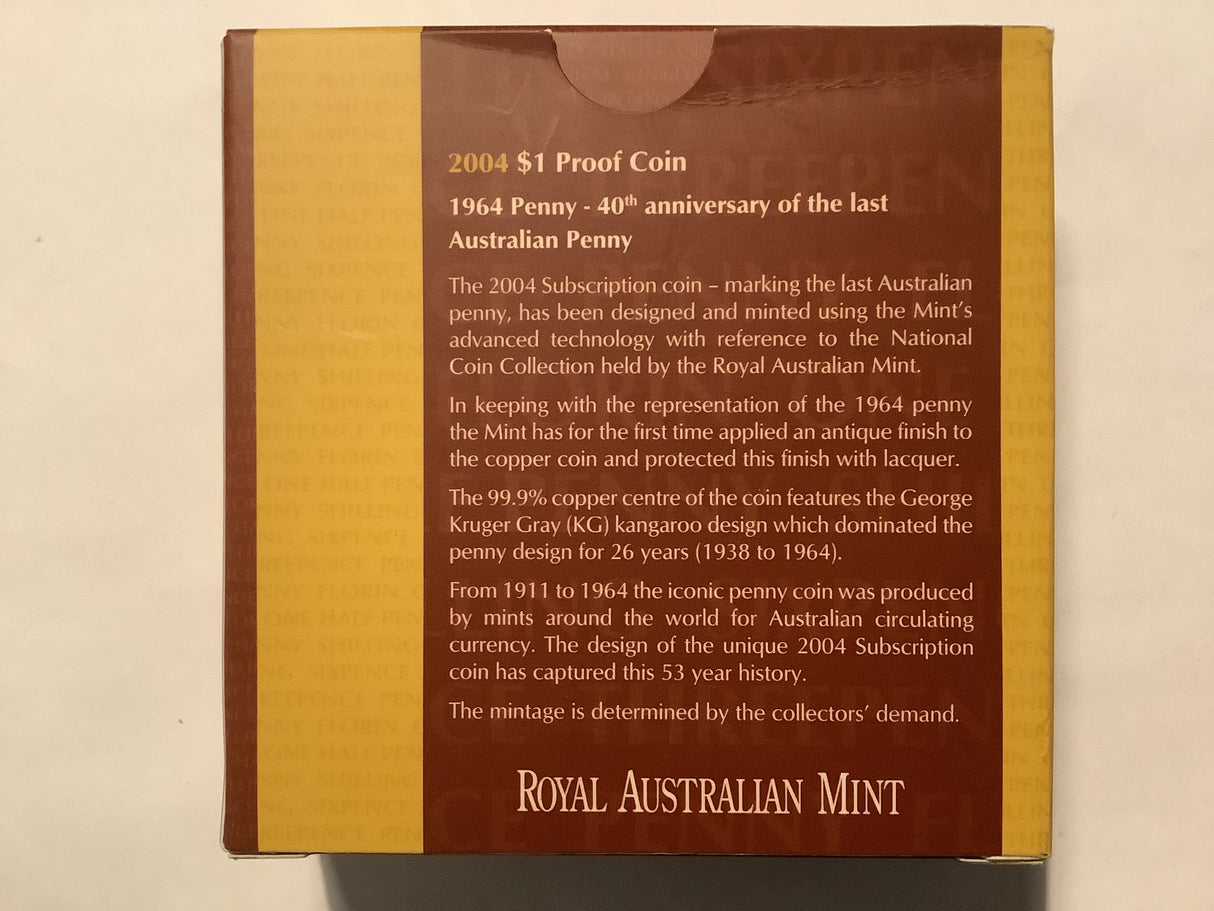 2004 $1 Proof Coin
1964 Penny - 40th anniversary of the last
Australian Penny
The 2004 Subscription coin – marking the last Australian
penny, has been designed and minted using the Mint's
advanced technology with reference to the National
Coin Collection held by the Royal Australian Mint.
In keeping with the representation of the 1964 penny
the Mint has for the first time applied an antique finish to
the copper coin and protected this finish with lacquer.
The 99.9% copper centre of the coin features the George
Kruger Gray (KG) kangaroo design which dominated the
penny design for 26 years (1938 to 1964).
From 1911 to 1964 the iconic penny coin was produced
by mints around the world for Australian circulating
currency. The design of the unique 2004 Subscription
coin has captured this 53 year history.
The mintage is determined by the collectors' demand.
ROYAL AUSTRALIAN MINT